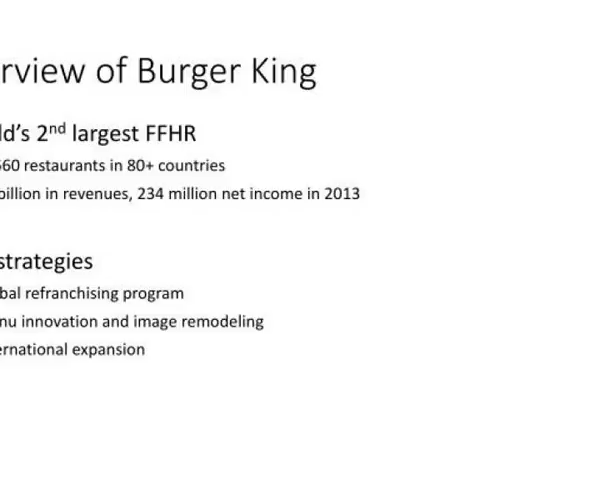 rview of Burger King
ld's 2nd largest FFHR
660 restaurants in 80+ countries
billion in revenues, 234 million net income in 2013
strategies
bal refranchising program
nu innovation and image remodeling
ernational expansion